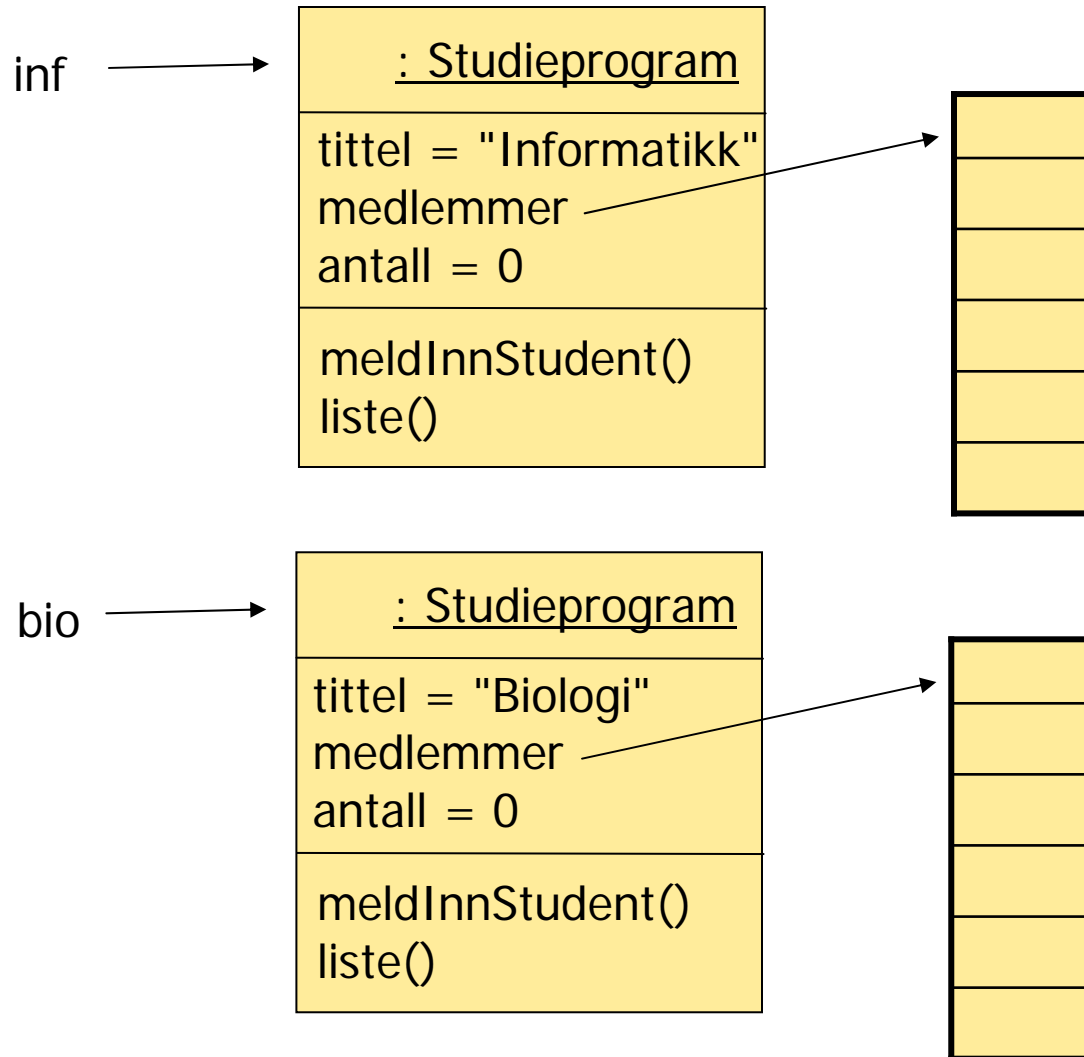 inf
: Studieprogram
tittel = "Informatikk"
medlemmer
antall = 0
meldInnStudent()
liste()
bio
: Studieprogram
tittel = "Biologi"
medlemmer
antall = 0
meldInnStudent()
liste()